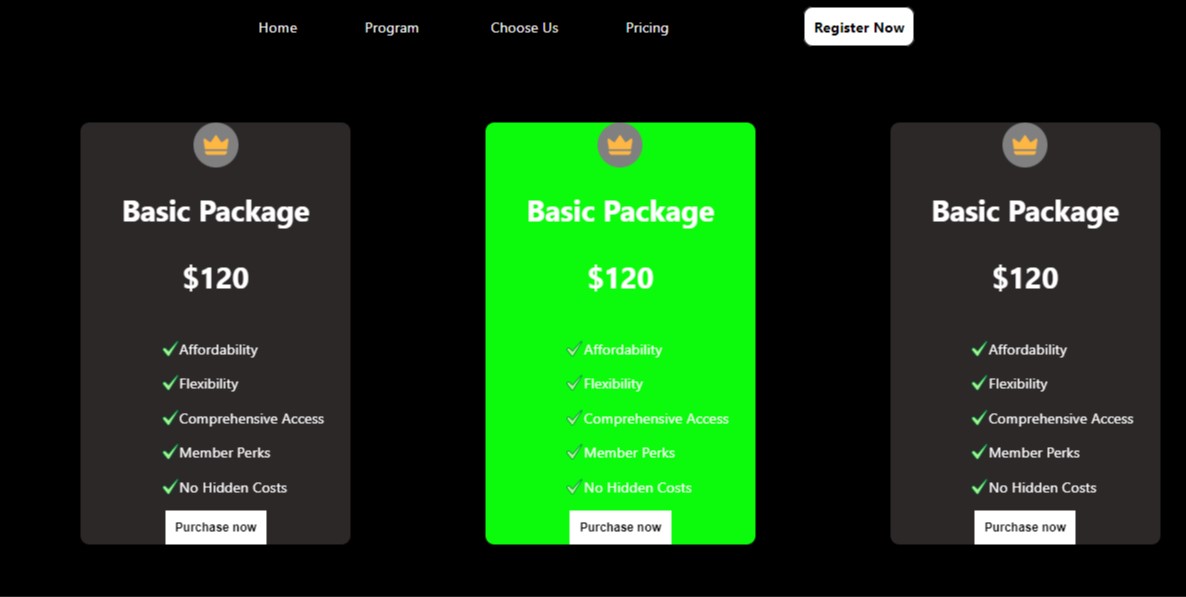 Home Program Choose Us Pricing Register Now
Basic Package
$120
✓Affordability
✓Flexibility
✓Comprehensive Access
✓Member Perks
✓No Hidden Costs
Purchase now
Basic Package
$120
✓Affordability
✓Flexibility
✓Comprehensive Access
✓Member Perks
✓No Hidden Costs
Purchase now
Basic Package
$120
✓Affordability
✓Flexibility
✓Comprehensive Access
✓Member Perks
✓No Hidden Costs
Purchase now